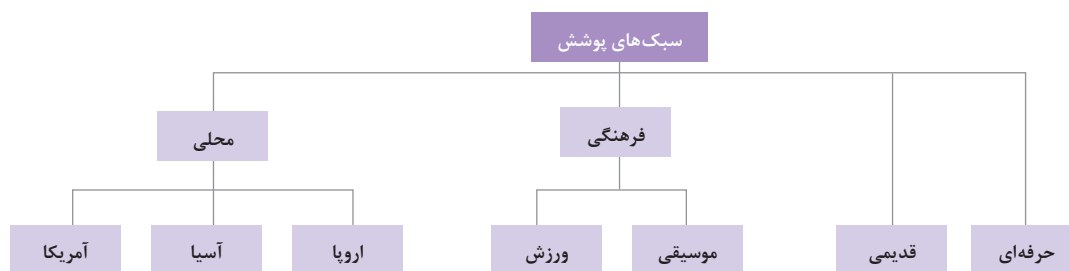 سبک‌های پوشش
فرهنگی
محلی
حرفه‌ای
قدیمی
موسیقی
ورزش
اروپا
آسیا
آمریکا